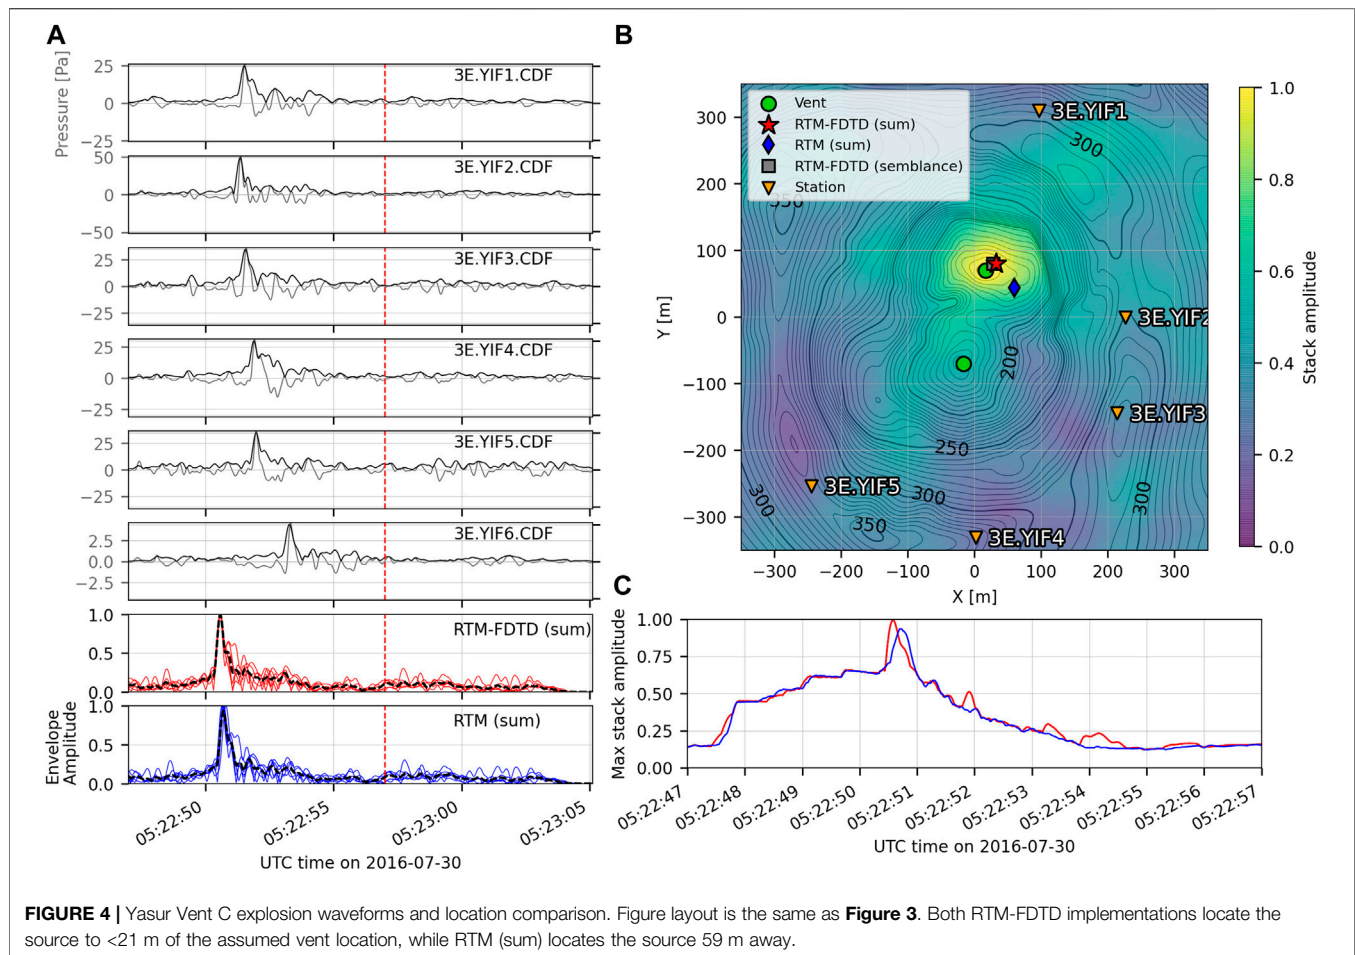 A
Pressure [Pa]
25
0
−25
3E.YIF1.CDF
50
0
−50
3E.YIF2.CDF
25
0
−25
3E.YIF3.CDF
25
0
−25
3E.YIF4.CDF
25
0
−25
3E.YIF5.CDF
2.5
0.0
−2.5
3E.YIF6.CDF
1.0
0.5
0.0
RTM-FDTD (sum)
Envelope
Amplitude
1.0
0.5
0.0
RTM (sum)
05:22:50
05:22:55
05:23:00
05:23:05
UTC time on 2016-07-30
B
Vent
RTM-FDTD (sum)
RTM (sum)
RTM-FDTD (semblance)
Station
Y [m]
300
200
100
0
−100
−200
−300
3E.YIF1
300
350
3E.YIF2
200
3E.YIF3
250
3E.YIF5
300
300
300
350
3E.YIF4
−300
−200
−100
0
100
200
300
X [m]
1.0
0.8
0.6
0.4
0.2
0.0
Stack amplitude
C
Max stack amplitude
1.00
0.75
0.50
0.25
0.00
05:22:47
05:22:48
05:22:49
05:22:50
05:22:51
05:22:52
05:22:53
05:22:54
05:22:55
05:22:56
05:22:57
UTC time on 2016-07-30
FIGURE 4 | Yasur Vent C explosion waveforms and location comparison. Figure layout is the same as Figure 3. Both RTM-FDTD implementations locate the
source to <21 m of the assumed vent location, while RTM (sum) locates the source 59 m away.